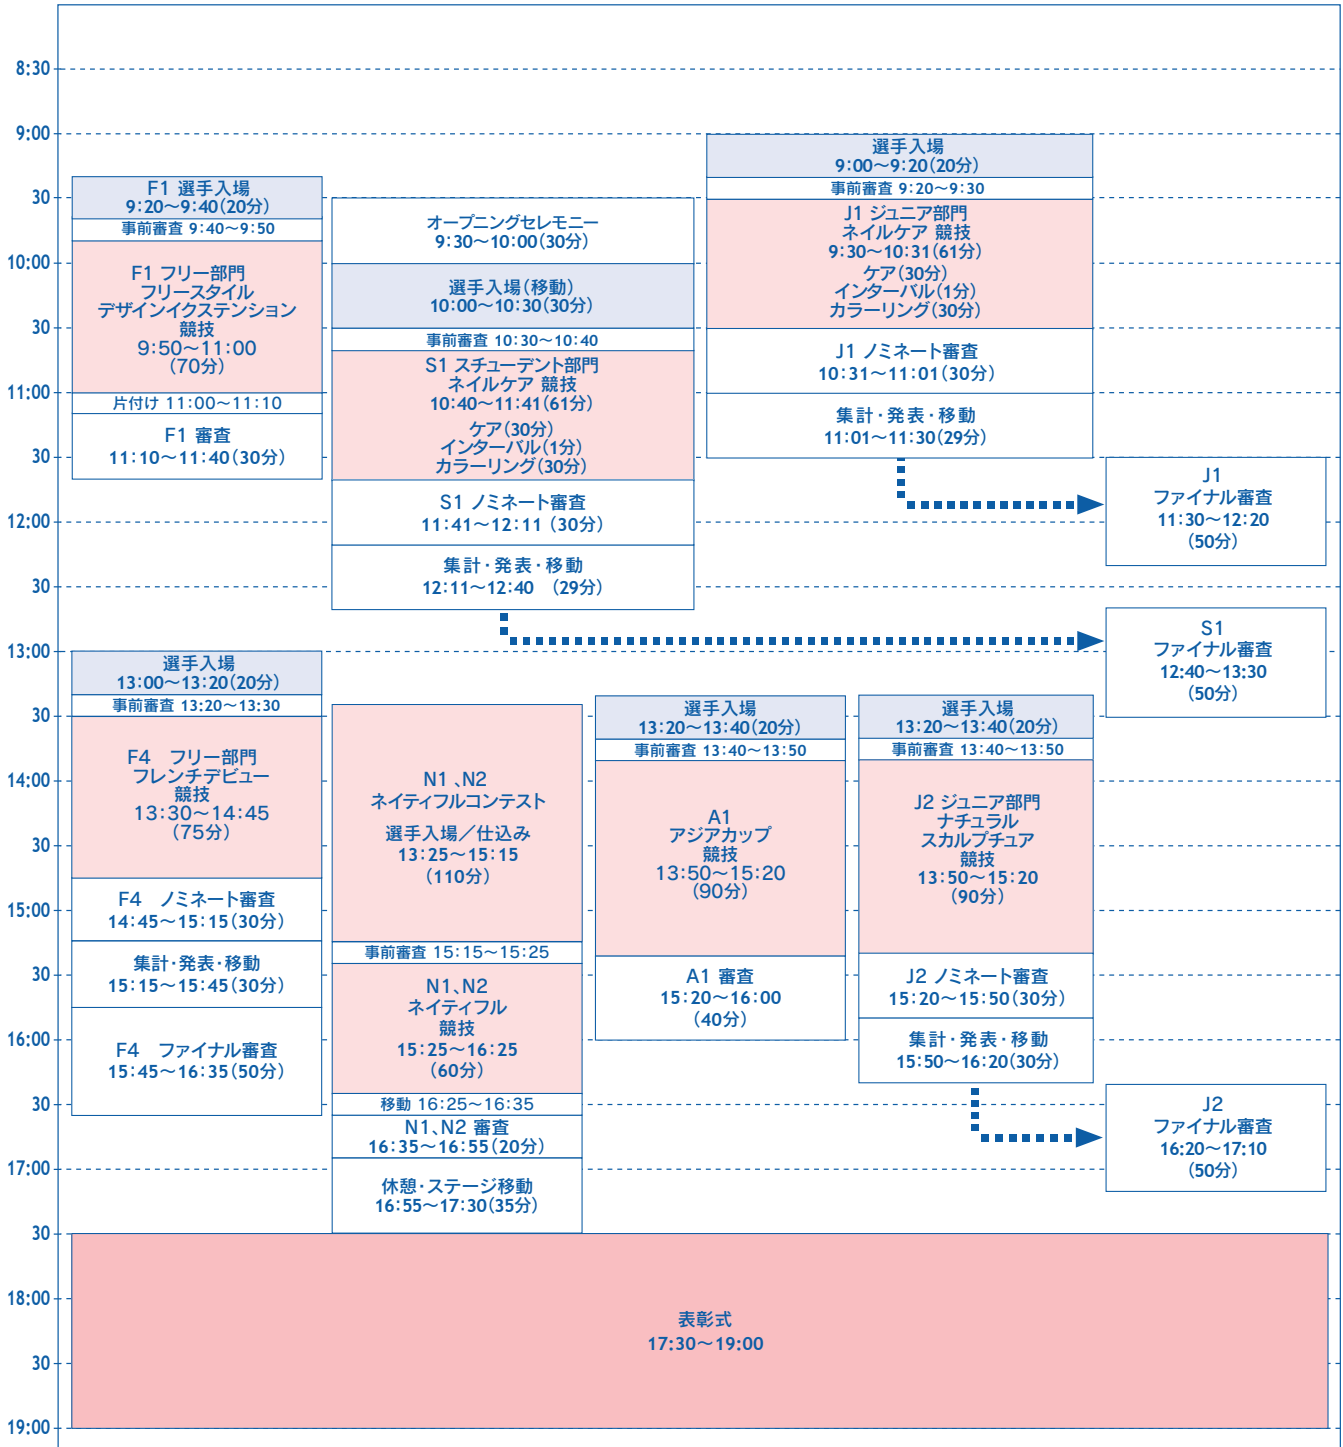 8:30
9:00
30
10:00
30
11:00
30
12:00
30
13:00
30
14:00
30
15:00
30
16:00
30
17:00
30
18:00
30
19:00
F1 選手入場
9:20〜9:40(20分)
事前審査 9:40〜9:50
F1 フリー部門
フリースタイル
デザインイクステンション
競技
9:50〜11:00
(70分)
片付け 11:00〜11:10
F1 審査
11:10〜11:40(30分)
オープニングセレモニー
9:30〜10:00(30分)
選手入場(移動)
10:00〜10:30(30分)
事前審査 10:30〜10:40
S1 スチューデント部門
ネイルケア 競技
10:40〜11:41(61分)
ケア(30分)
インターバル(1分)
カラーリング(30分)
S1 ノミネート審査
11:41〜12:11 (30分)
集計・発表・移動
12:11〜12:40 (29分)
選手入場
9:00〜9:20(20分)
事前審査 9:20〜9:30
J1 ジュニア部門
ネイルケア 競技
9:30〜10:31(61分)
ケア(30分)
インターバル(1分)
カラーリング(30分)
J1 ノミネート審査
10:31〜11:01(30分)
集計・発表・移動
11:01〜11:30(29分)
J1
ファイナル審査
11:30〜12:20
(50分)
S1
ファイナル審査
12:40〜13:30
(50分)
選手入場
13:00〜13:20(20分)
事前審査 13:20〜13:30
F4 フリー部門
フレンチデビュー
競技
13:30〜14:45
(75分)
F4 ノミネート審査
14:45〜15:15(30分)
集計・発表・移動
15:15〜15:45(30分)
F4 ファイナル審査
15:45〜16:35(50分)
N1、N2
ネイティフルコンテスト
選手入場／仕込み
13:25〜15:15
(110分)
事前審査 15:15〜15:25
N1、N2
ネイティフル
競技
15:25〜16:25
(60分)
移動 16:25〜16:35
N1、N2 審査
16:35〜16:55(20分)
休憩・ステージ移動
16:55〜17:30(35分)
選手入場
13:20〜13:40(20分)
事前審査 13:40〜13:50
A1
アジアカップ
競技
13:50〜15:20
(90分)
A1 審査
15:20〜16:00
(40分)
選手入場
13:20〜13:40(20分)
事前審査 13:40〜13:50
J2 ジュニア部門
ナチュラル
スカルプチュア
競技
13:50〜15:20
(90分)
J2 ノミネート審査
15:20〜15:50(30分)
集計・発表・移動
15:50〜16:20(30分)
J2
ファイナル審査
16:20〜17:10
(50分)
表彰式
17:30〜19:00